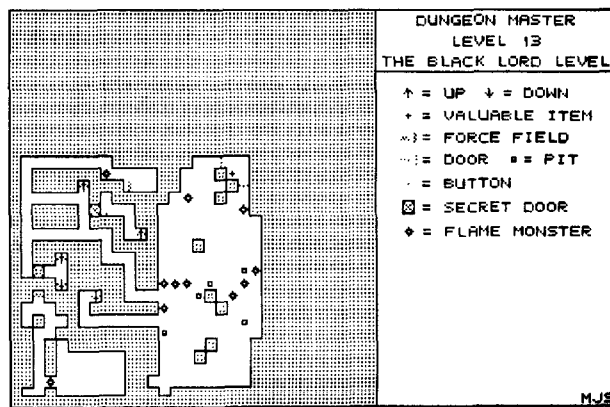 DUNGEON MASTER
LEVEL 13
THE BLACK LORD LEVEL
↑ = UP ↓ = DOWN
+ = VALUABLE ITEM
= FORCE FIELD
= DOOR ▫ = PIT
= BUTTON
= SECRET DOOR
= FLAME MONSTER
MJS